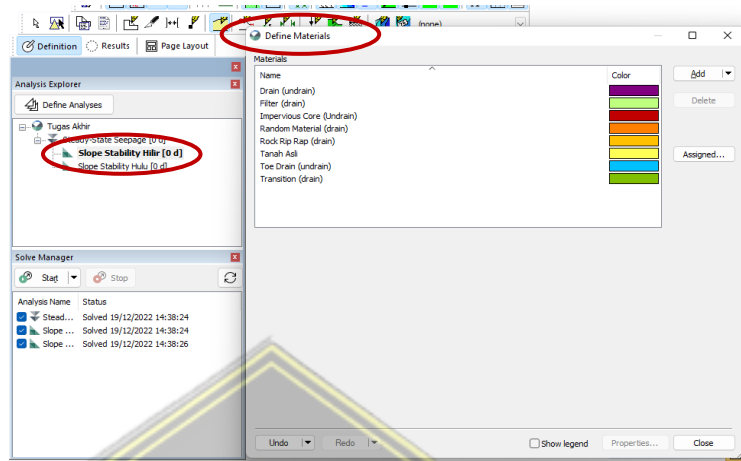 (none)
Definition
Results
Page Layout
Define Materials
Analysis Explorer
Define Analyses
Tugas Akhir
Steady-State Seepage [0 d]
Slope Stability Hilir [0 d]
Slope Stability Hulu [0 d]
Solve Manager
Start
Stop
Analysis Name Status
Stead... Solved 19/12/2022 14:38:24
Slope ... Solved 19/12/2022 14:38:24
Slope ... Solved 19/12/2022 14:38:26
Materials
Name Color
Drain (undrain)
Filter (drain)
Impervious Core (Undrain)
Random Material (drain)
Rock Rip Rap (drain)
Tanah Asli
Toe Drain (undrain)
Transition (drain)
Add
Delete
Assigned...
Undo
Redo
Show legend
Properties...
Close